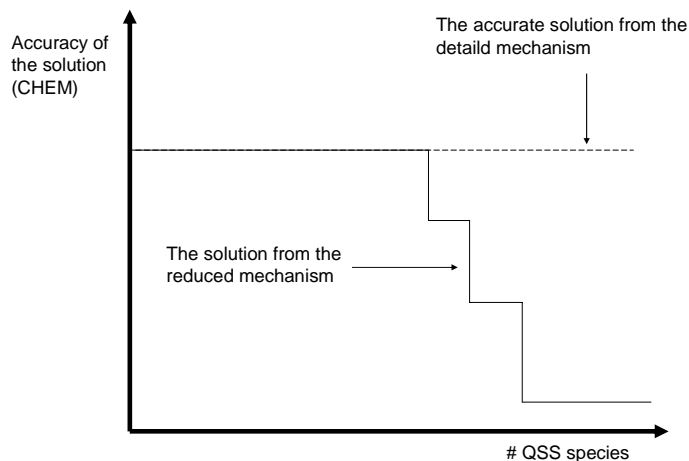 Accuracy of
the solution
(CHEM)
The accurate solution from the
detaild mechanism
The solution from the
reduced mechanism
# QSS species